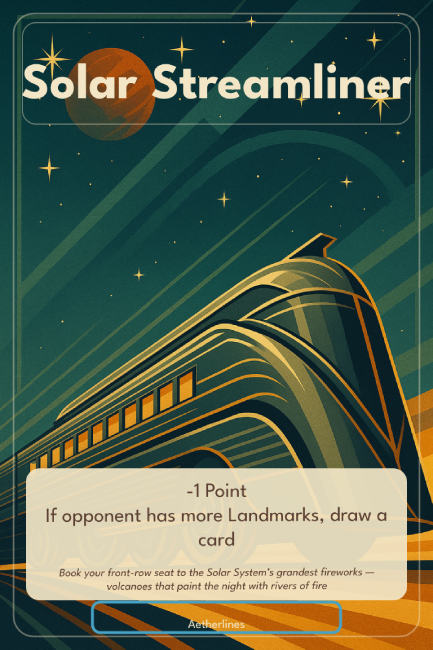 Solar Streamliner
-1 Point
If opponent has more Landmarks, draw a
card
Book your front-row seat to the Solar System's grandest fireworks —
volcanoes that paint the night with rivers of fire
Aetherlines